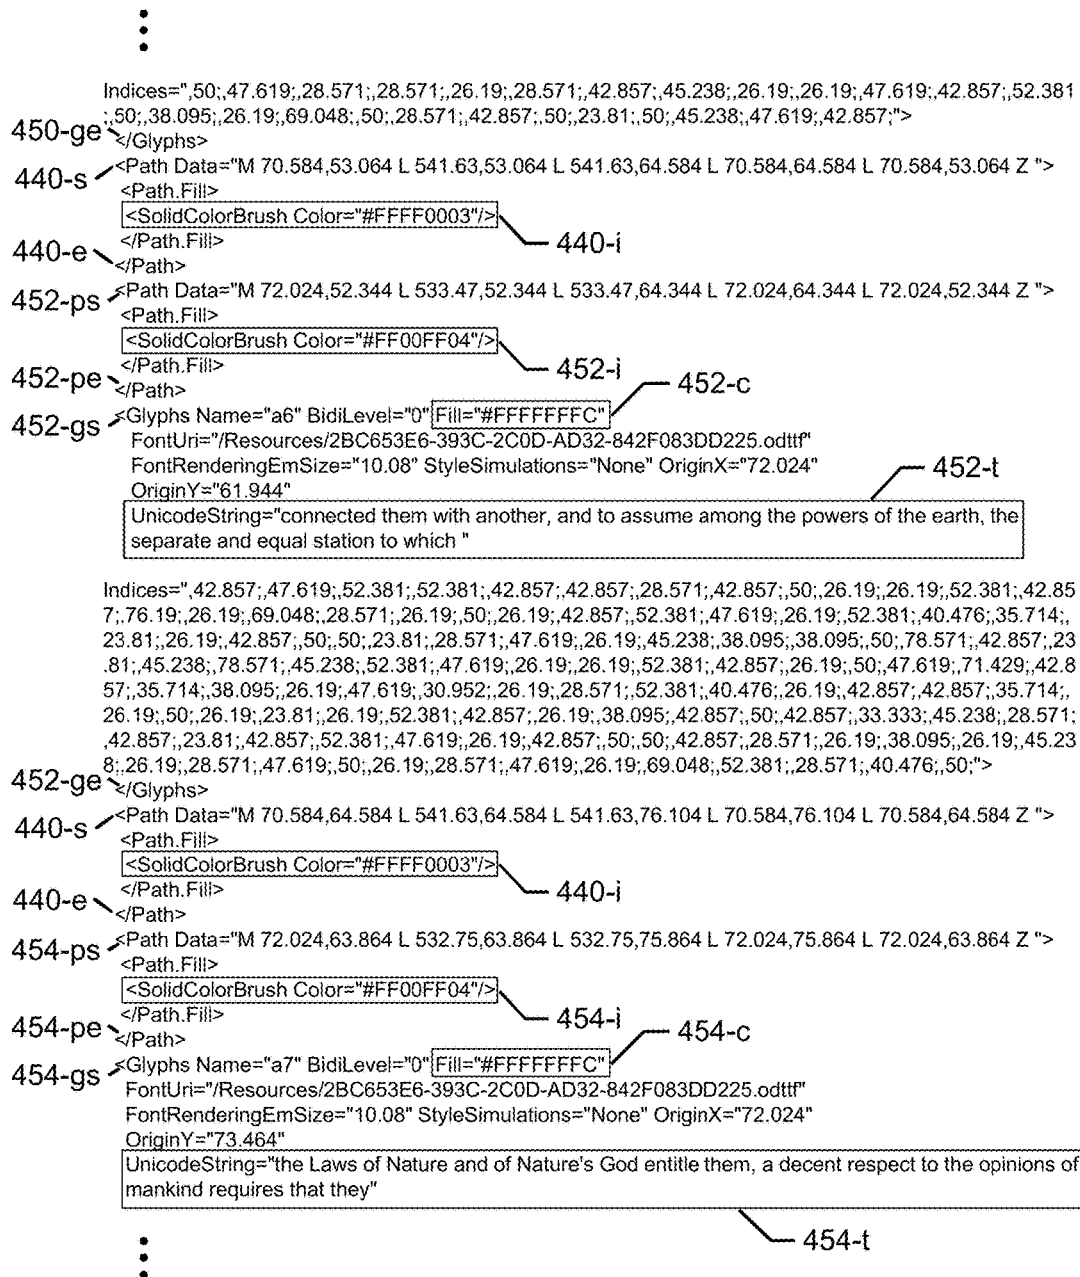 Indices=",50;,47.619;,28.571;,28.571;,26.19;,28.571;,42.857;,45.238;,26.19;,26.19;,47.619;,42.857;,52.381
;,50;,38.095;,26.19;,69.048;,50;,28.571;,42.857;,50;,23.81;,50;,45.238;,47.619;,42.857;">
450-ge </Glyphs>
440-s <Path Data="M 70.584,53.064 L 541.63,53.064 L 541.63,64.584 L 70.584,64.584 L 70.584,53.064 Z ">
<Path.Fill>
<SolidColorBrush Color="#FFFF0003"/>
440-i
</Path.Fill>
440-e </Path>
452-ps <Path Data="M 72.024,52.344 L 533.47,52.344 L 533.47,64.344 L 72.024,64.344 L 72.024,52.344 Z ">
<Path.Fill>
<SolidColorBrush Color="#FF00FF04"/>
452-i
</Path.Fill>
452-pe </Path>
452-c
452-gs <Glyphs Name="a6" BidiLevel="0" Fill="#FFFFFFFC"
FontUri="/Resources/2BC653E6-393C-2C0D-AD32-842F083DD225.odttf"
FontRenderingEmSize="10.08" StyleSimulations="None" OriginX="72.024"
452-t
OriginY="61.944"
UnicodeString="connected them with another, and to assume among the powers of the earth, the
separate and equal station to which "
Indices=",42.857;,47.619;,52.381;,52.381;,42.857;,42.857;,28.571;,42.857;,50;,26.19;,26.19;,52.381;,42.85
7;,76.19;,26.19;,69.048;,28.571;,26.19;,50;,26.19;,42.857;,52.381;,47.619;,26.19;,52.381;,40.476;,35.714;,
23.81;,26.19;,42.857;,50;,50;,23.81;,28.571;,47.619;,26.19;,45.238;,38.095;,38.095;,50;,78.571;,42.857;,23
.81;,45.238;,78.571;,45.238;,52.381;,47.619;,26.19;,26.19;,52.381;,42.857;,26.19;,50;,47.619;,71.429;,42.8
57;,35.714;,38.095;,26.19;,47.619;,30.952;,26.19;,28.571;,52.381;,40.476;,26.19;,42.857;,42.857;,35.714;,
26.19;,50;,26.19;,23.81;,26.19;,52.381;,42.857;,26.19;,38.095;,42.857;,50;,42.857;,33.333;,45.238;,28.571;
,42.857;,23.81;,42.857;,52.381;,47.619;,26.19;,42.857;,50;,50;,42.857;,28.571;,26.19;,38.095;,26.19;,45.23
8;,26.19;,28.571;,47.619;,50;,26.19;,28.571;,47.619;,26.19;,69.048;,52.381;,28.571;,40.476;,50;">
452-ge </Glyphs>
440-s <Path Data="M 70.584,64.584 L 541.63,64.584 L 541.63,76.104 L 70.584,76.104 L 70.584,64.584 Z ">
<Path.Fill>
<SolidColorBrush Color="#FFFF0003"/>
440-i
</Path.Fill>
440-e </Path>
454-ps <Path Data="M 72.024,63.864 L 532.75,63.864 L 532.75,75.864 L 72.024,75.864 L 72.024,63.864 Z ">
<Path.Fill>
<SolidColorBrush Color="#FF00FF04"/>
454-i
</Path.Fill>
454-pe </Path>
454-c
454-gs <Glyphs Name="a7" BidiLevel="0" Fill="#FFFFFFFC"
FontUri="/Resources/2BC653E6-393C-2C0D-AD32-842F083DD225.odttf"
FontRenderingEmSize="10.08" StyleSimulations="None" OriginX="72.024"
OriginY="73.464"
UnicodeString="the Laws of Nature and of Nature's God entitle them, a decent respect to the opinions of
mankind requires that they"
454-t